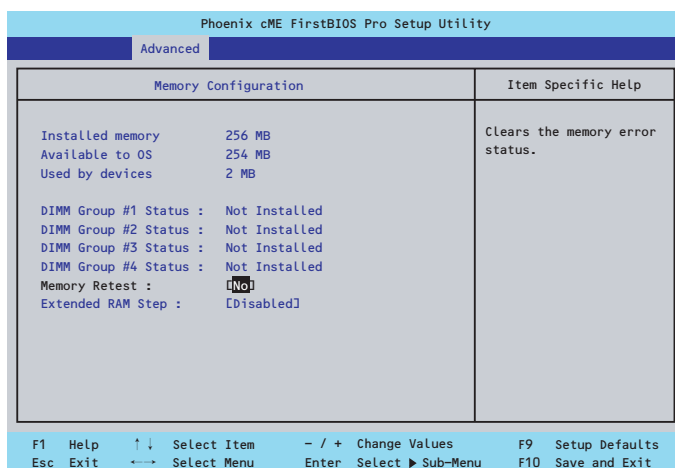 Phoenix cME FirstBIOS Pro Setup Utility
Advanced
Memory Configuration
Item Specific Help
Installed memory 256 MB
Available to OS 254 MB
Used by devices 2 MB
DIMM Group #1 Status : Not Installed
DIMM Group #2 Status : Not Installed
DIMM Group #3 Status : Not Installed
DIMM Group #4 Status : Not Installed
Memory Retest : [No]
Extended RAM Step : [Disabled]
Clears the memory error
status.
F1 Help ↑↓ Select Item – / + Change Values F9 Setup Defaults
Esc Exit ←→ Select Menu Enter Select ▶ Sub-Menu F10 Save and Exit